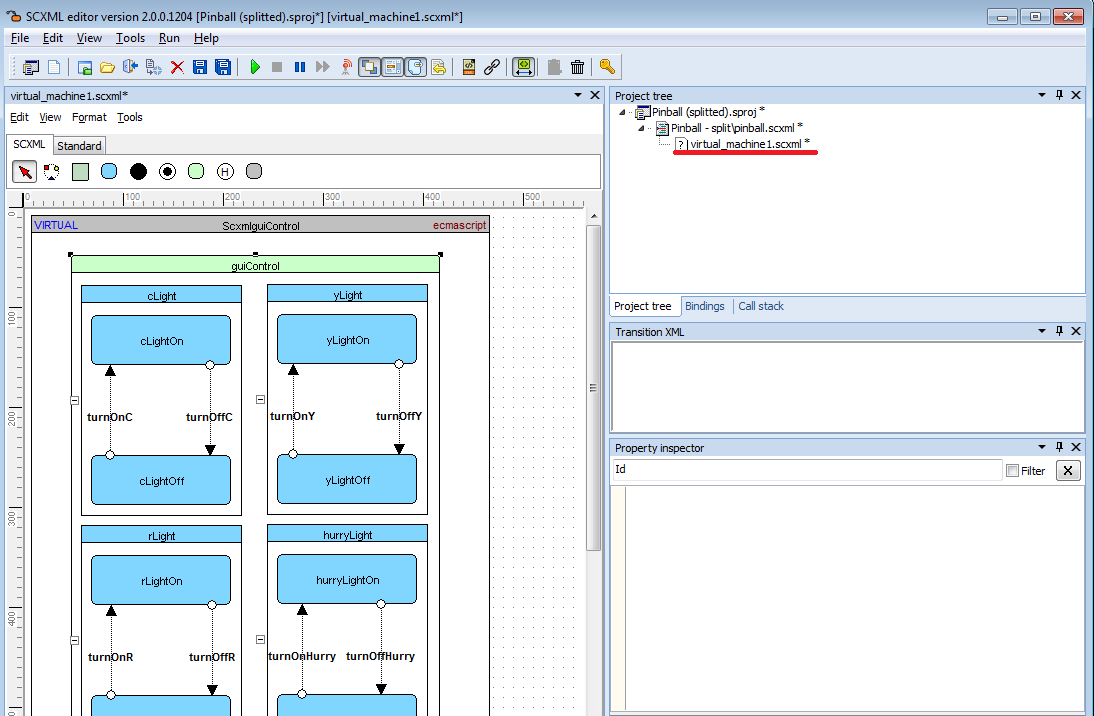 SCXML editor version 2.0.0.1204 [Pinball (splitted).sproj*] [virtual_machine1.scxml*]
File Edit View Tools Run Help
virtual_machine1.scxml*
Edit View Format Tools
SCXML Standard
H
0 100 200 300 400 500
0
100
200
300
400
VIRTUAL ScxmlguiControl ecmascript
guiControl
cLight yLight
cLightOn yLightOn
turnOnC turnOffC turnOnY turnOffY
cLightOff yLightOff
rLight hurryLight
rLightOn hurryLightOn
turnOnR turnOffR turnOnHurry turnOffHurry
Project tree
Pinball (splitted).sproj *
Pinball - split\pinball.scxml *
? virtual_machine1.scxml *
Project tree Bindings Call stack
Transition XML
Property inspector
Id Filter X